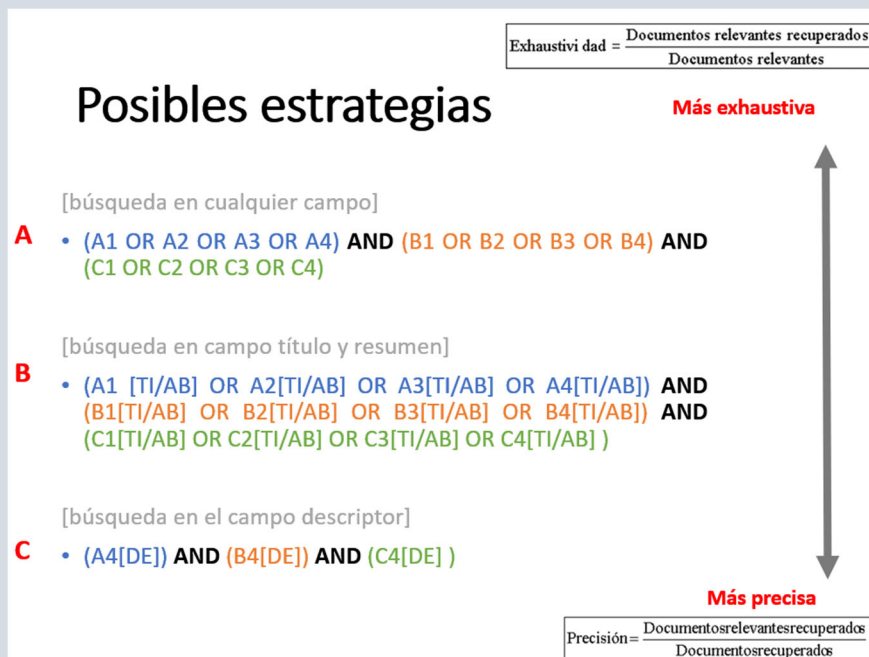 Exhaustivi dad = Documentos relevantes recuperados
Documentos relevantes
Posibles estrategias
Más exhaustiva
[búsqueda en cualquier campo]
A
• (A1 OR A2 OR A3 OR A4) AND (B1 OR B2 OR B3 OR B4) AND
(C1 OR C2 OR C3 OR C4)
[búsqueda en campo título y resumen]
B
• (A1 [TI/AB] OR A2[TI/AB] OR A3[TI/AB] OR A4[TI/AB]) AND
(B1[TI/AB] OR B2[TI/AB] OR B3[TI/AB] OR B4[TI/AB]) AND
(C1[TI/AB] OR C2[TI/AB] OR C3[TI/AB] OR C4[TI/AB] )
[búsqueda en el campo descriptor]
C
• (A4[DE]) AND (B4[DE]) AND (C4[DE] )
Más precisa
Precisión = Documentosrelevantesrecuperados
Documentosrecuperados